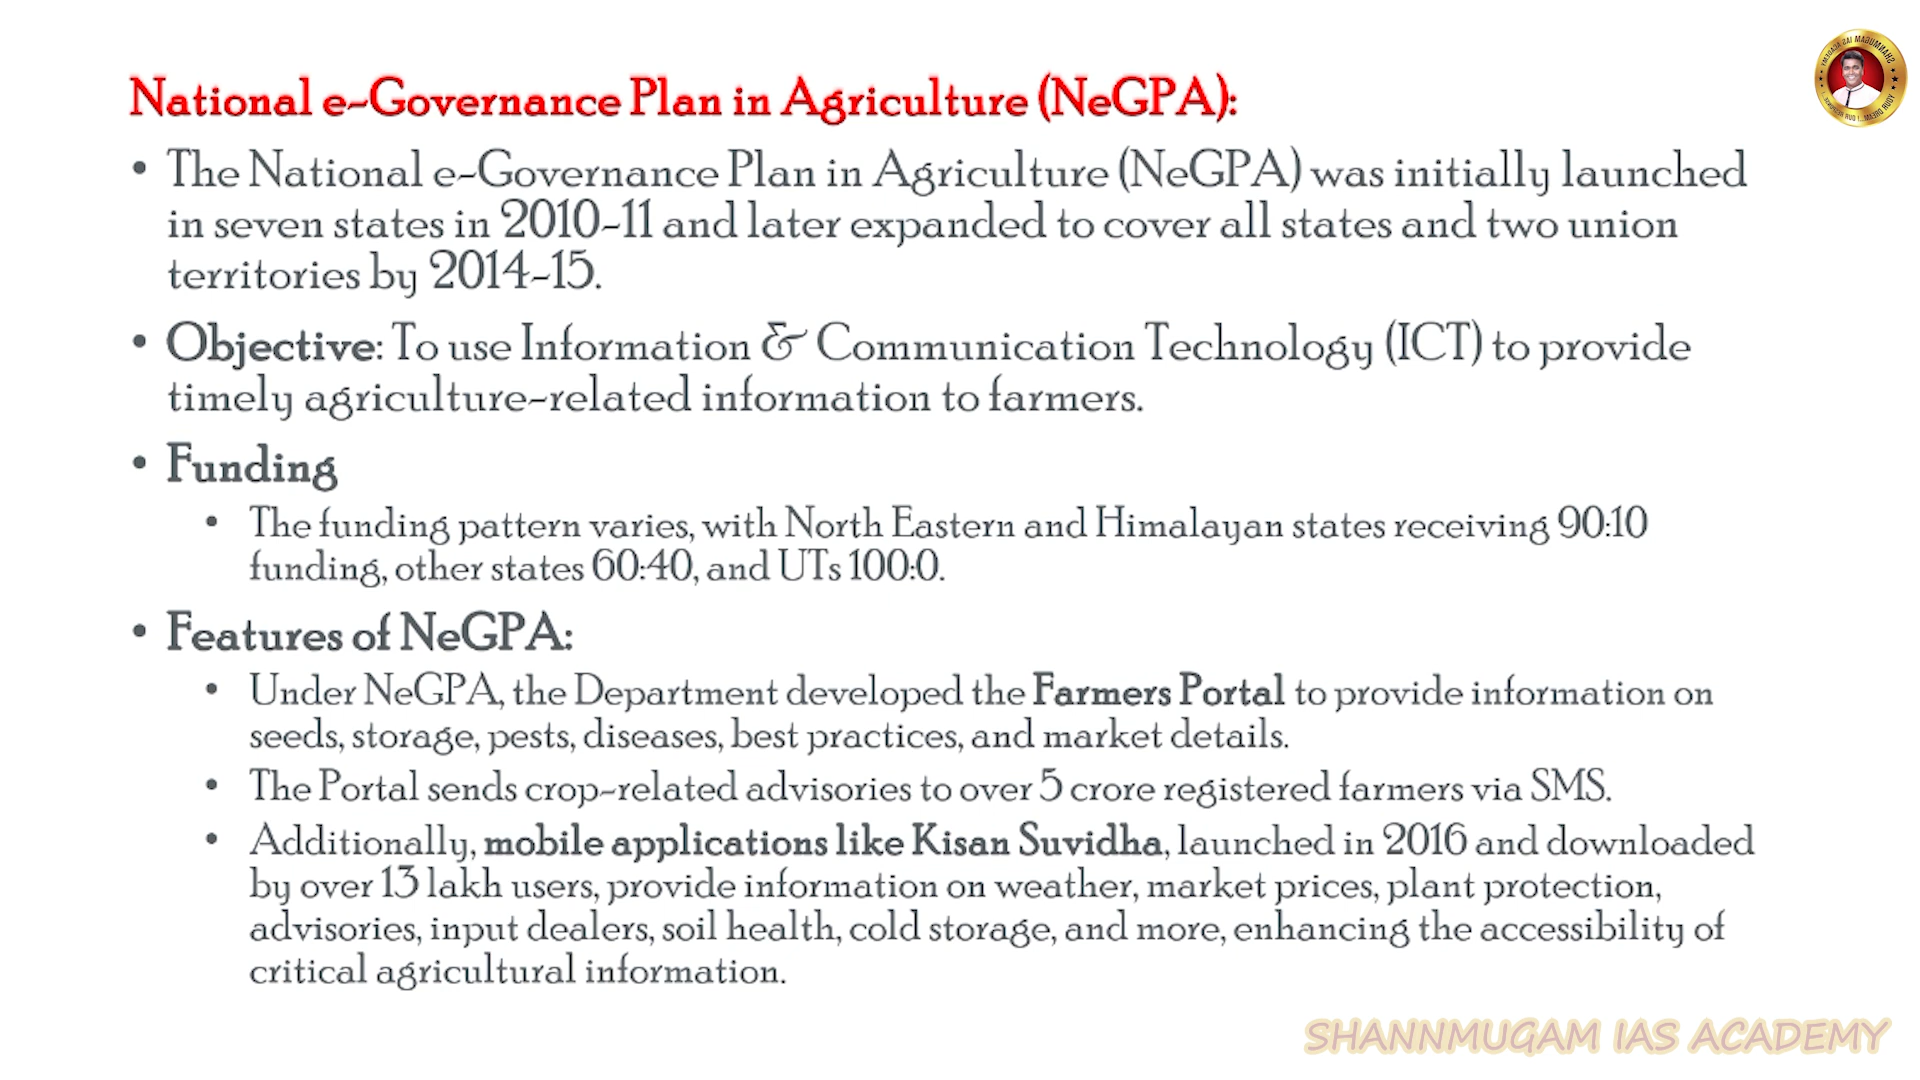 National e-Governance Plan in Agriculture (NeGPA):
• The National e-Governance Plan in Agriculture (NeGPA) was initially launched
in seven states in 2010-11 and later expanded to cover all states and two union
territories by 2014-15.
• Objective: To use Information & Communication Technology (ICT) to provide
timely agriculture-related information to farmers.
• Funding
• The funding pattern varies, with North Eastern and Himalayan states receiving 90:10
funding, other states 60:40, and UTs 100:0.
• Features of NeGPA:
• Under NeGPA, the Department developed the Farmers Portal to provide information on
seeds, storage, pests, diseases, best practices, and market details.
• The Portal sends crop-related advisories to over 5 crore registered farmers via SMS.
• Additionally, mobile applications like Kisan Suvidha, launched in 2016 and downloaded
by over 13 lakh users, provide information on weather, market prices, plant protection,
advisories, input dealers, soil health, cold storage, and more, enhancing the accessibility of
critical agricultural information.
SHANNMUGAM IAS ACADEMY